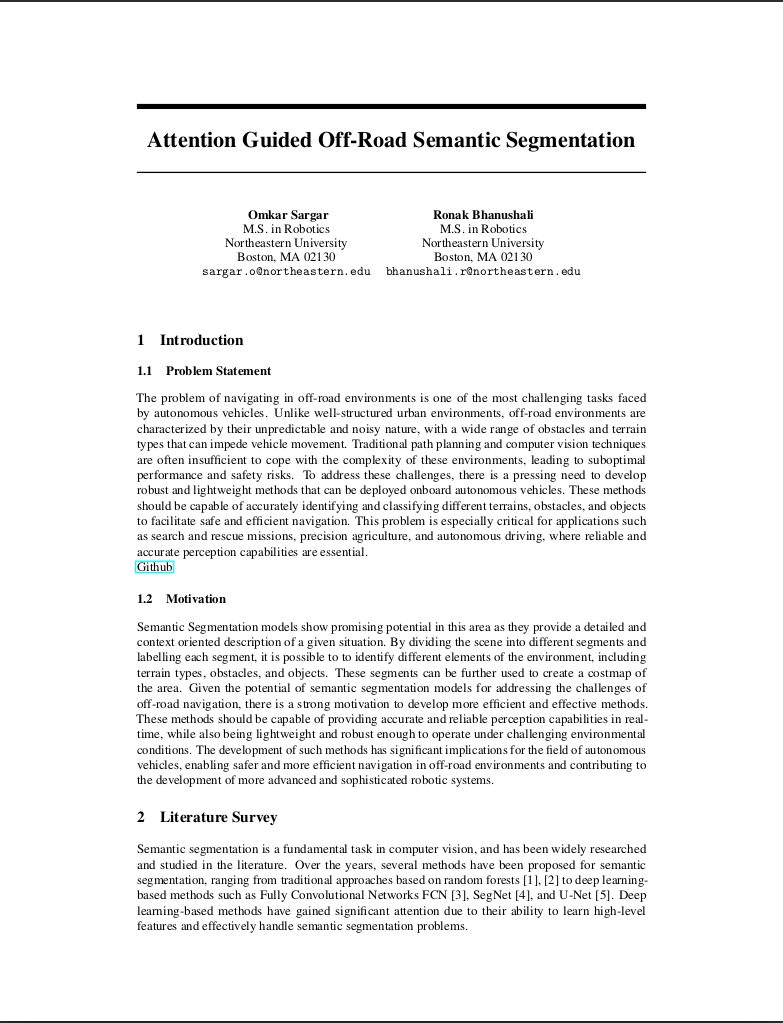 Attention Guided Off-Road Semantic Segmentation
Omkar Sargar
M.S. in Robotics
Northeastern University
Boston, MA 02130
sargar.o@northeastern.edu
Ronak Bhanushali
M.S. in Robotics
Northeastern University
Boston, MA 02130
bhanushali.r@northeastern.edu
1 Introduction
1.1 Problem Statement
The problem of navigating in off-road environments is one of the most challenging tasks faced
by autonomous vehicles. Unlike well-structured urban environments, off-road environments are
characterized by their unpredictable and noisy nature, with a wide range of obstacles and terrain
types that can impede vehicle movement. Traditional path planning and computer vision techniques
are often insufficient to cope with the complexity of these environments, leading to suboptimal
performance and safety risks. To address these challenges, there is a pressing need to develop
robust and lightweight methods that can be deployed onboard autonomous vehicles. These methods
should be capable of accurately identifying and classifying different terrains, obstacles, and objects
to facilitate safe and efficient navigation. This problem is especially critical for applications such
as search and rescue missions, precision agriculture, and autonomous driving, where reliable and
accurate perception capabilities are essential.
Github
1.2 Motivation
Semantic Segmentation models show promising potential in this area as they provide a detailed and
context oriented description of a given situation. By dividing the scene into different segments and
labelling each segment, it is possible to to identify different elements of the environment, including
terrain types, obstacles, and objects. These segments can be further used to create a costmap of
the area. Given the potential of semantic segmentation models for addressing the challenges of
off-road navigation, there is a strong motivation to develop more efficient and effective methods.
These methods should be capable of providing accurate and reliable perception capabilities in real-
time, while also being lightweight and robust enough to operate under challenging environmental
conditions. The development of such methods has significant implications for the field of autonomous
vehicles, enabling safer and more efficient navigation in off-road environments and contributing to
the development of more advanced and sophisticated robotic systems.
2 Literature Survey
Semantic segmentation is a fundamental task in computer vision, and has been widely researched
and studied in the literature. Over the years, several methods have been proposed for semantic
segmentation, ranging from traditional approaches based on random forests [1], [2] to deep learning-
based methods such as Fully Convolutional Networks FCN [3], SegNet [4], and U-Net [5]. Deep
learning-based methods have gained significant attention due to their ability to learn high-level
features and effectively handle semantic segmentation problems.